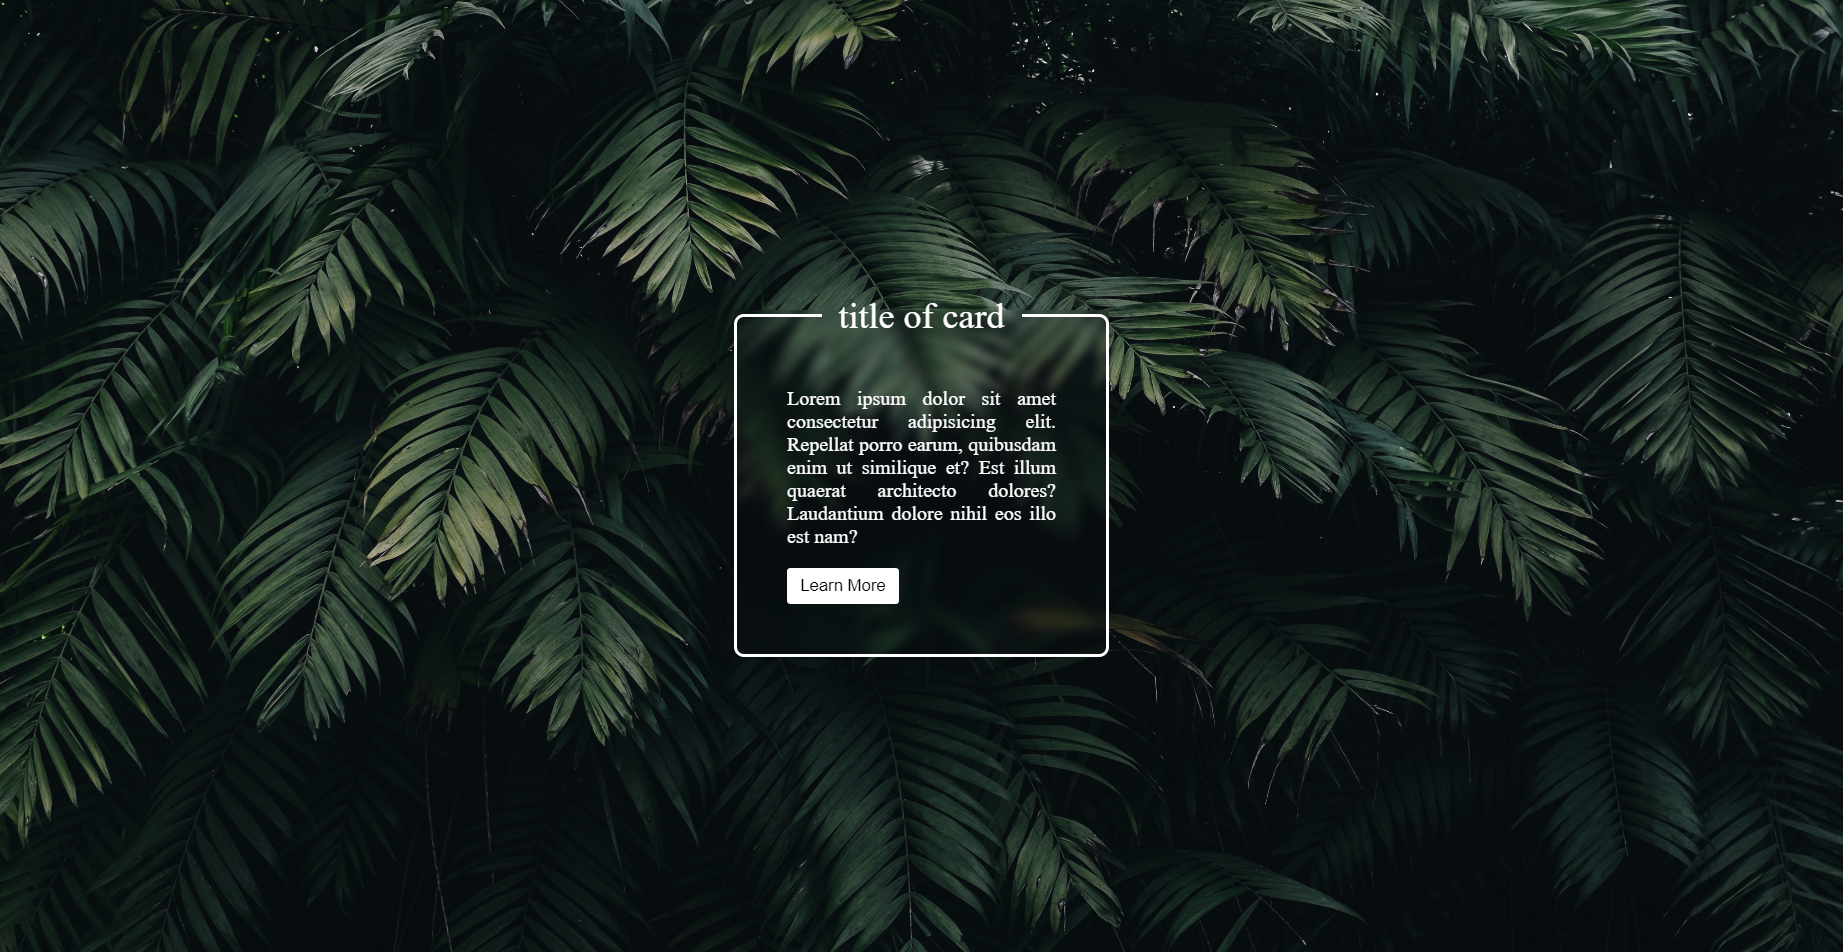 title of card
Lorem ipsum dolor sit amet
consectetur adipisicing elit.
Repellat porro earum, quibusdam
enim ut similique et? Est illum
quaerat architecto dolores?
Laudantium dolore nihil eos illo
est nam?
Learn More